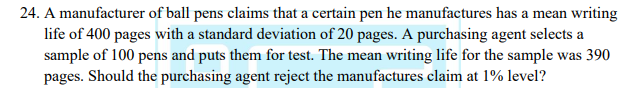 24. A manufacturer of ball pens claims that a certain pen he manufactures has a mean writing
life of 400 pages with a standard deviation of 20 pages. A purchasing agent selects a
sample of 100 pens and puts them for test. The mean writing life for the sample was 390
pages. Should the purchasing agent reject the manufactures claim at 1% level?